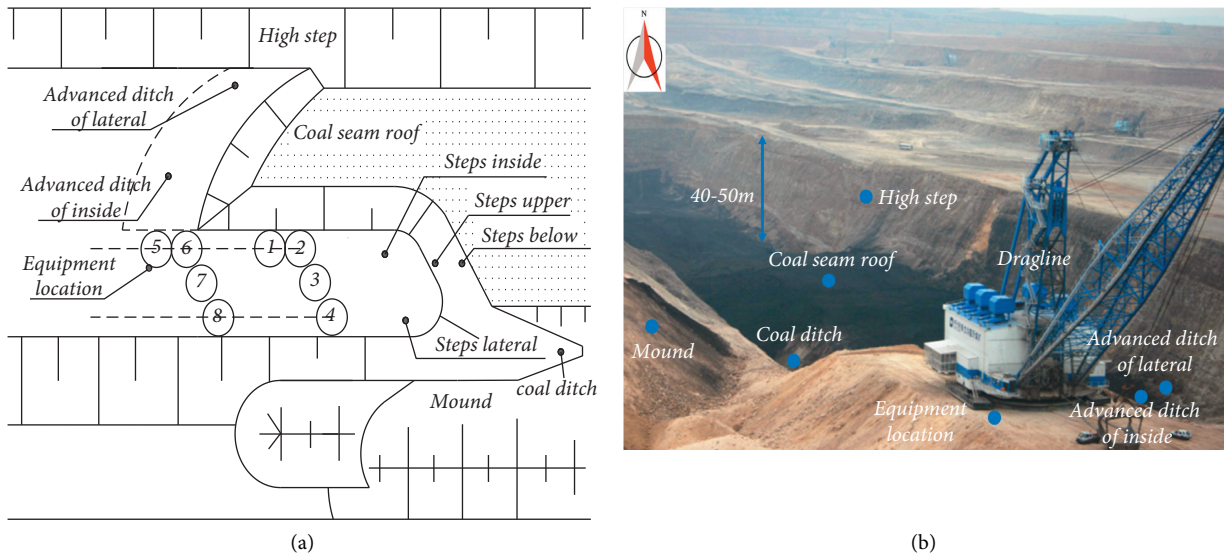 High step
Advanced ditch
of lateral
Coal seam roof
Steps inside
Advanced ditch
of inside
Steps upper
Steps below
5 6 1 2
Equipment
location
7
3
8
4
Steps lateral
coal ditch
Mound
(a)
N
40-50m
High step
Coal seam roof
Dragline
Mound
Coal ditch
Advanced ditch
of lateral
Equipment
location
Advanced ditch
of inside
(b)